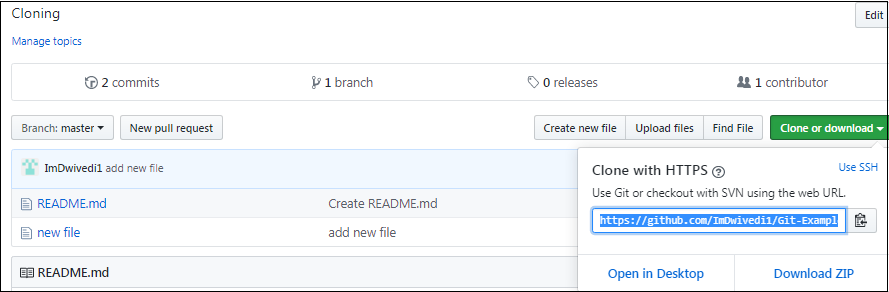 Cloning
Edit
Manage topics
2 commits
1 branch
0 releases
1 contributor
Branch: master
New pull request
Create new file
Upload files
Find File
Clone or download
ImDwivedi1 add new file
README.md
Create README.md
new file
add new file
README.md
Clone with HTTPS ?
Use SSH
Use Git or checkout with SVN using the web URL.
https://github.com/ImDwivedi1/Git-Exampl
Open in Desktop
Download ZIP